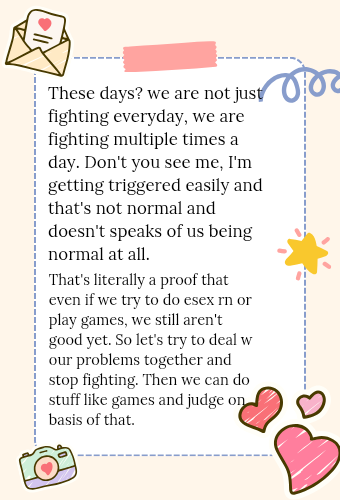 These days? we are not just
fighting everyday, we are
fighting multiple times a
day. Don't you see me, I'm
getting triggered easily and
that's not normal and
doesn't speaks of us being
normal at all.
That's literally a proof that
even if we try to do esex rn or
play games, we still aren't
good yet. So let's try to deal w
our problems together and
stop fighting. Then we can do
stuff like games and judge on
basis of that.